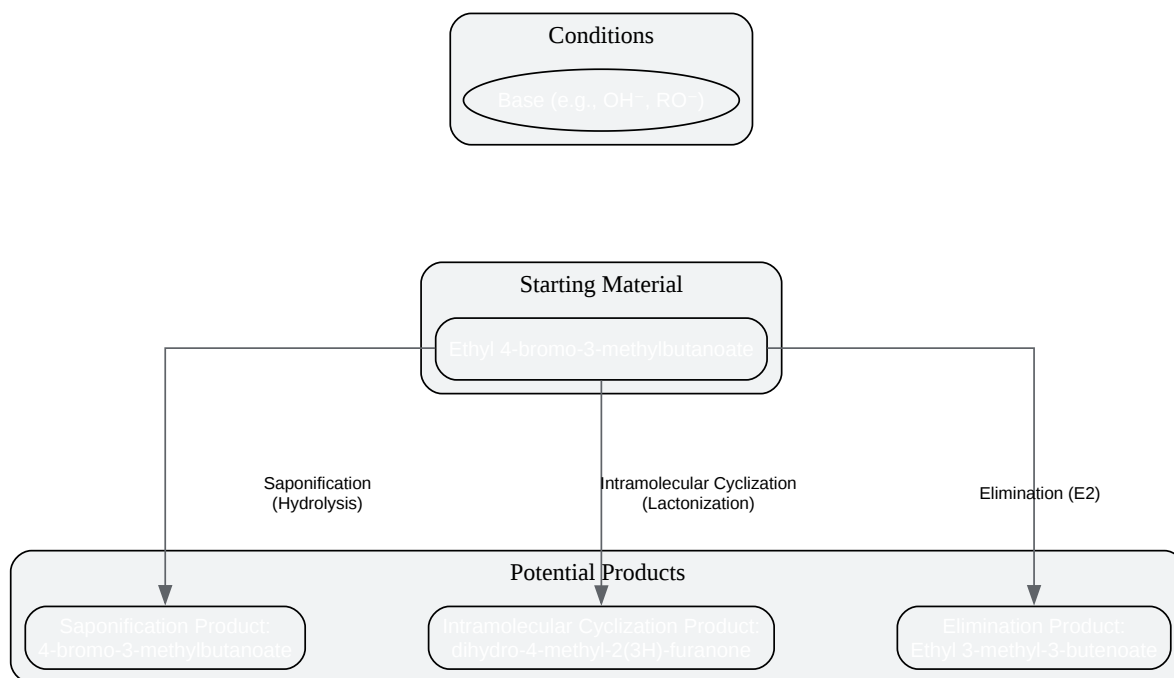 Conditions
Base (e.g., OH⁻, RO⁻)
Starting Material
Ethyl 4-bromo-3-methylbutanoate
Saponification
(Hydrolysis)
Intramolecular Cyclization
(Lactonization)
Elimination (E2)
Potential Products
Saponification Product:
4-bromo-3-methylbutanoate
Intramolecular Cyclization Product:
dihydro-4-methyl-2(3H)-furanone
Elimination Product:
Ethyl 3-methyl-3-butenoate